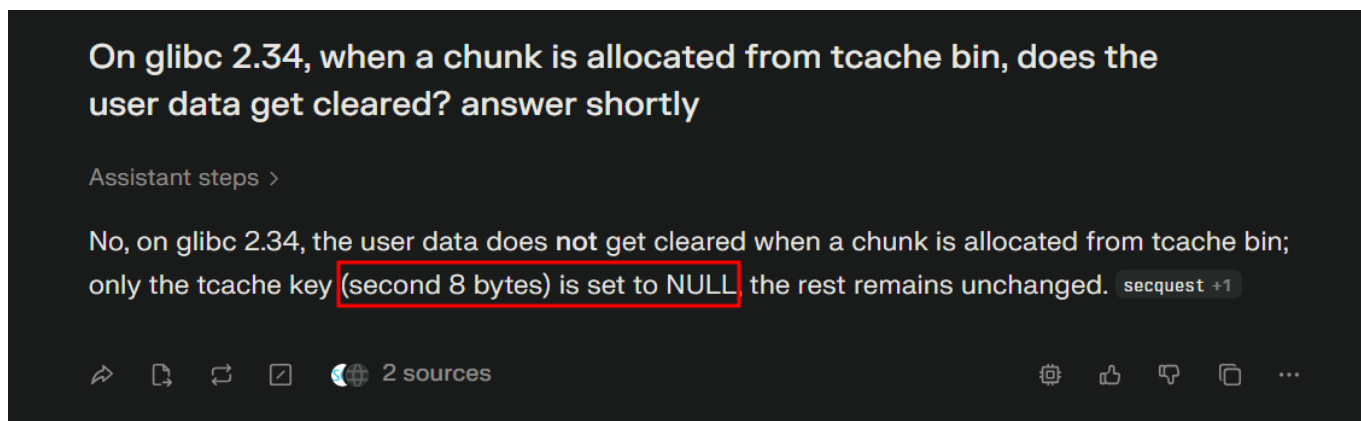 On glibc 2.34, when a chunk is allocated from tcache bin, does the
user data get cleared? answer shortly
Assistant steps >
No, on glibc 2.34, the user data does not get cleared when a chunk is allocated from tcache bin;
only the tcache key (second 8 bytes) is set to NULL, the rest remains unchanged. secquest +1
2 sources